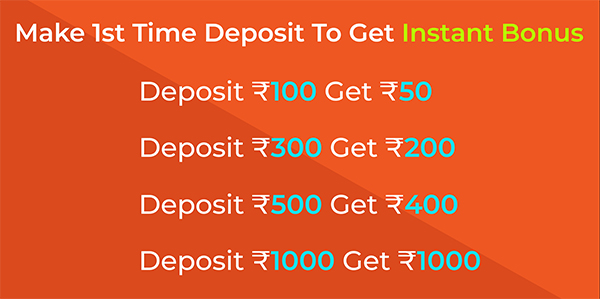 Make 1st Time Deposit To Get Instant Bonus
Deposit ₹100 Get ₹50
Deposit ₹300 Get ₹200
Deposit ₹500 Get ₹400
Deposit ₹1000 Get ₹1000